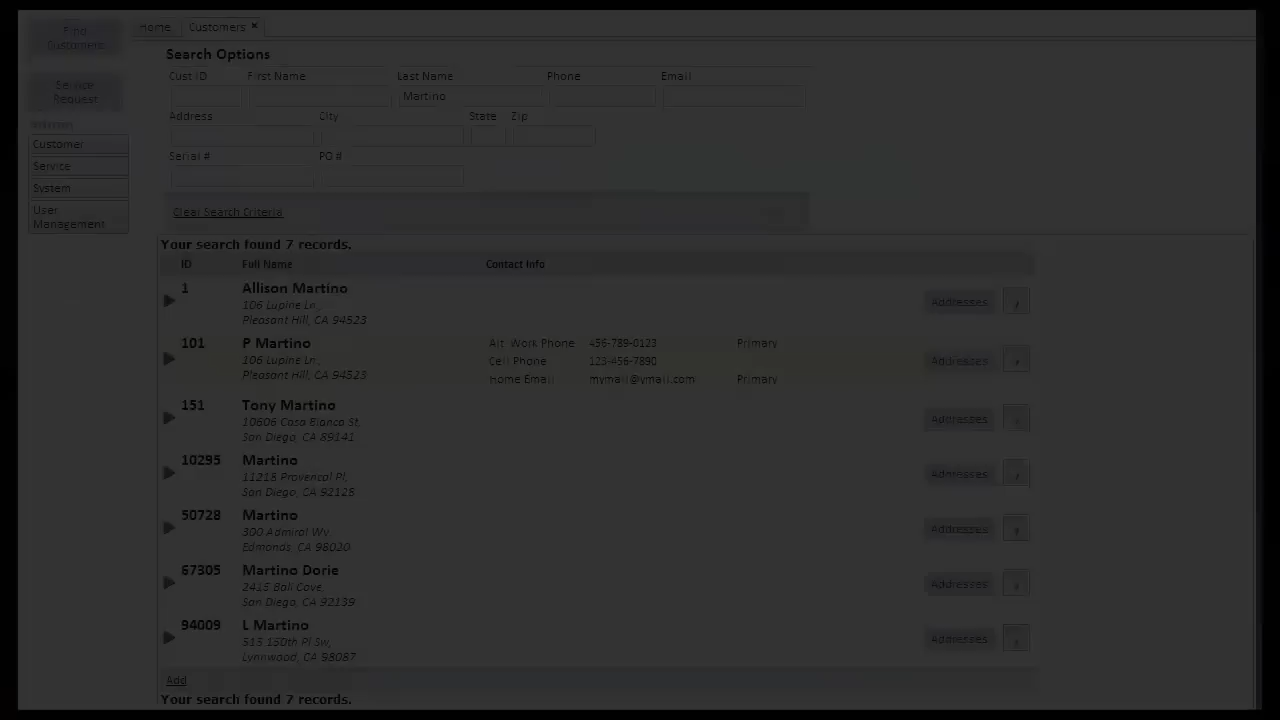 Find
Customers
Service
Request
Home
Customers
Search Options
Cust ID First Name Last Name Phone Email
Martino
Address City State Zip
Serial # PO #
Clear Search Criteria
Customer
Service
System
User
Management
Your search found 7 records.
ID Full Name Contact Info
1 Allison Martino
106 Lupine Ln,
Pleasant Hill, CA 94523
Addresses
101 P Martino
106 Lupine Ln,
Pleasant Hill, CA 94523
Alt Work Phone 456-789-0123 Primary
Cell Phone 123-456-7890
Home Email mymail@ymail.com Primary
Addresses
151 Tony Martino
10606 Casa Blanca St,
San Diego, CA 89141
Addresses
10295 Martino
11218 Provencal Pl,
San Diego, CA 92128
Addresses
50728 Martino
300 Admiral Wy
Edmonds, CA 98020
Addresses
67305 Martino Dorie
2415 Bali Cove,
San Diego, CA 92139
Addresses
94009 L Martino
515 150th Pl Sw,
Lynnwood, CA 98087
Addresses
Add
Your search found 7 records.